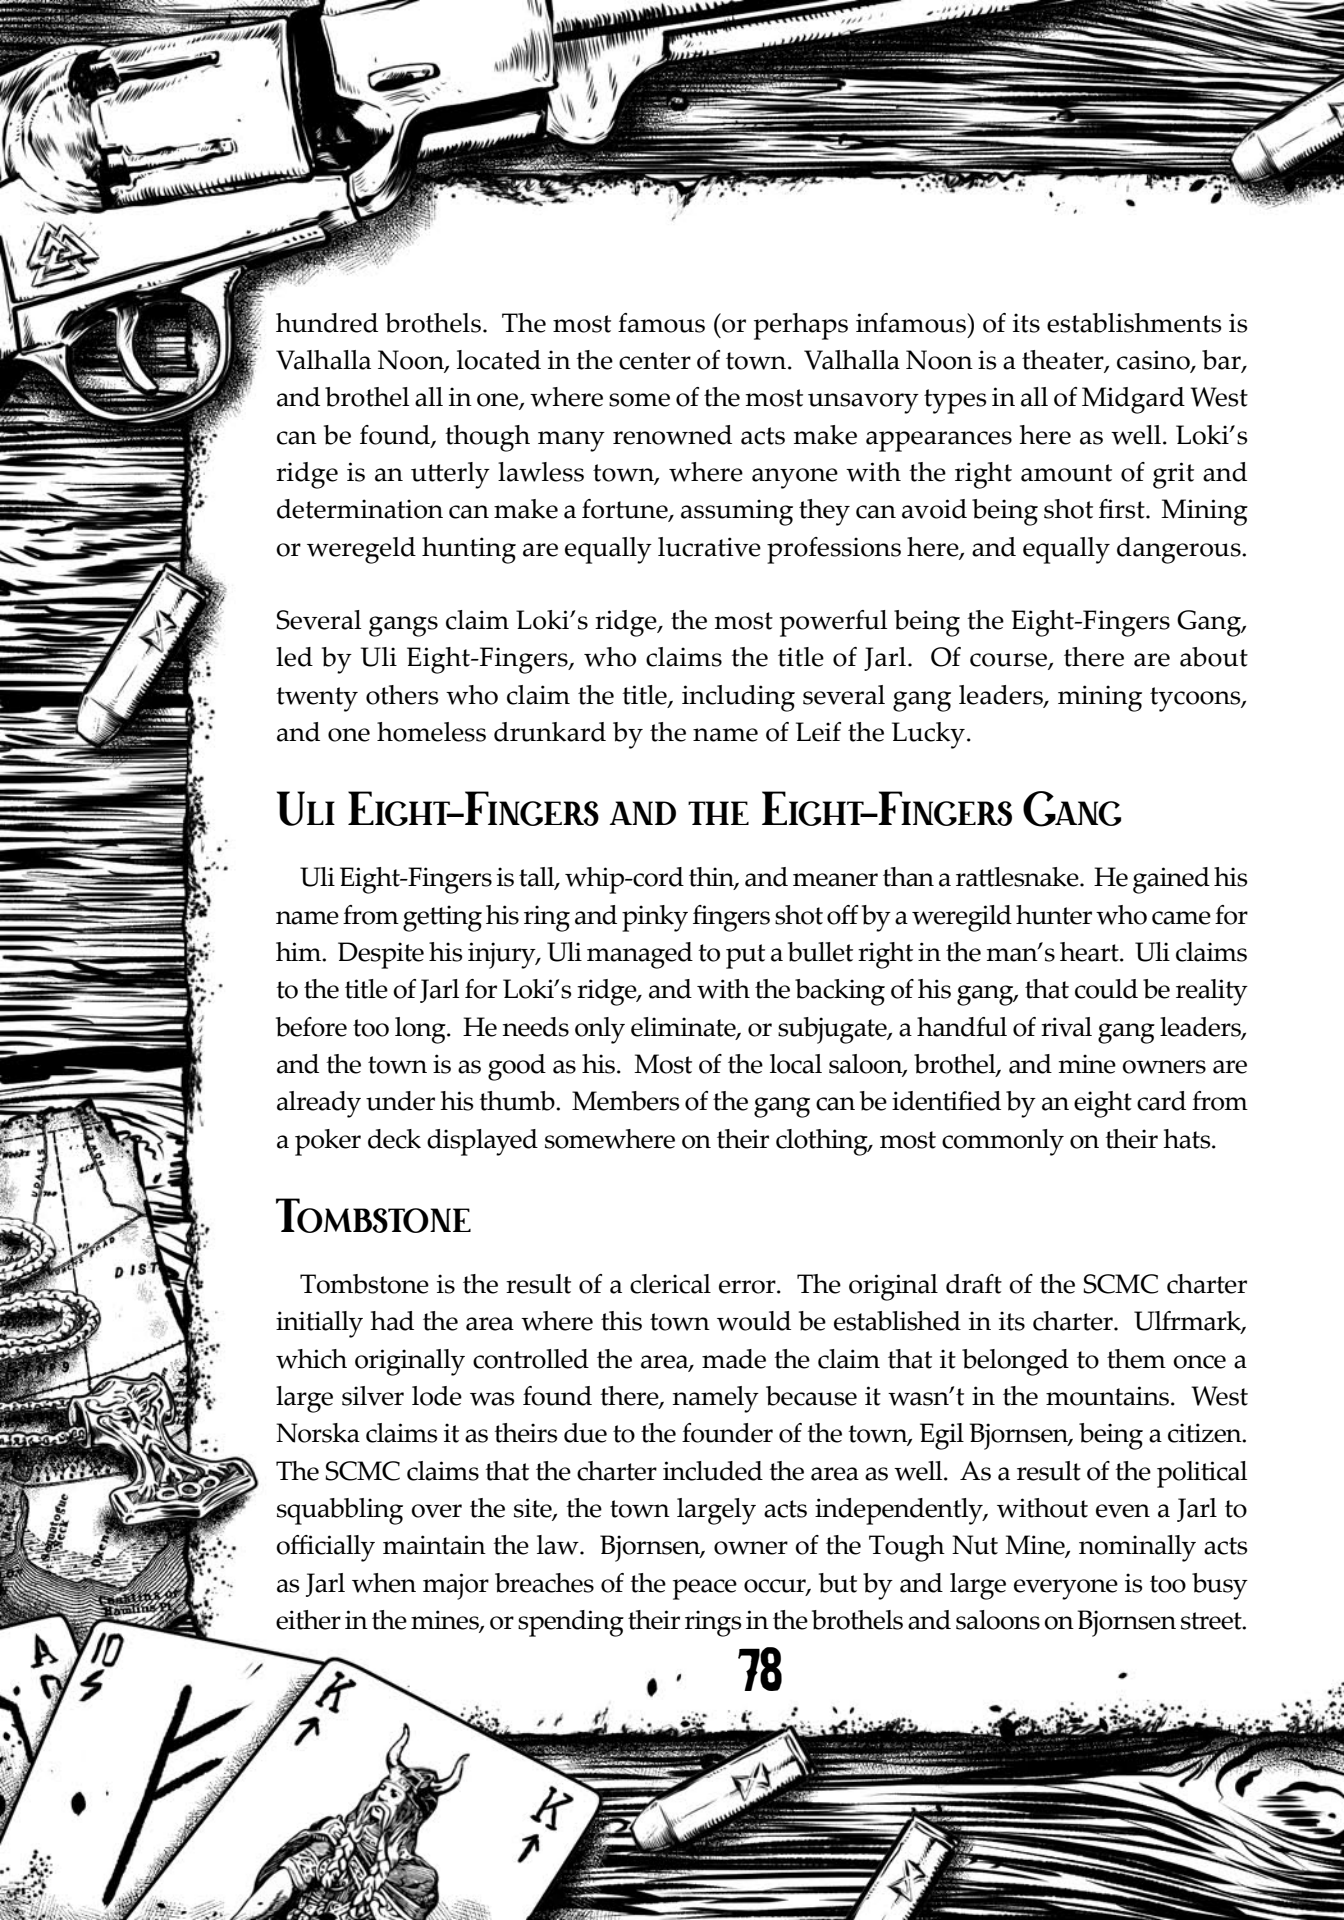 hundred brothels.  The most famous (or perhaps infamous) of its establishments is
Valhalla Noon, located in the center of town.  Valhalla Noon is a theater, casino, bar,
and brothel all in one, where some of the most unsavory types in all of Midgard West
can be found, though many renowned acts make appearances here as well. Loki's
ridge is an utterly lawless town, where anyone with the right amount of grit and
determination can make a fortune, assuming they can avoid being shot first.  Mining
or weregeld hunting are equally lucrative professions here, and equally dangerous.
Several gangs claim Loki's ridge, the most powerful being the Eight-Fingers Gang,
led by Uli Eight-Fingers, who claims the title of Jarl.  Of course, there are about
twenty others who claim the title, including several gang leaders, mining tycoons,
and one homeless drunkard by the name of Leif the Lucky.
Uli Eight-Fingers and the Eight-Fingers Gang
Uli Eight-Fingers is tall, whip-cord thin, and meaner than a rattlesnake.  He gained his
name from getting his ring and pinky fingers shot off by a weregild hunter who came for
him.  Despite his injury, Uli managed to put a bullet right in the man's heart.  Uli claims
to the title of Jarl for Loki's ridge, and with the backing of his gang, that could be reality
before too long.  He needs only eliminate, or subjugate, a handful of rival gang leaders,
and the town is as good as his.  Most of the local saloon, brothel, and mine owners are
already under his thumb.  Members of the gang can be identified by an eight card from
a poker deck displayed somewhere on their clothing, most commonly on their hats.
Tombstone
Tombstone is the result of a clerical error.  The original draft of the SCMC charter
initially had the area where this town would be established in its charter.  Ulfrmark,
which originally controlled the area, made the claim that it belonged to them once a
large silver lode was found there, namely because it wasn't in the mountains.  West
Norska claims it as theirs due to the founder of the town, Egil Bjornsen, being a citizen.
The SCMC claims that the charter included the area as well.  As a result of the political
squabbling over the site, the town largely acts independently, without even a Jarl to
officially maintain the law.  Bjornsen, owner of the Tough Nut Mine, nominally acts
as Jarl when major breaches of the peace occur, but by and large everyone is too busy
either in the mines, or spending their rings in the brothels and saloons on Bjornsen street.
78
DIST
A
10
K
K